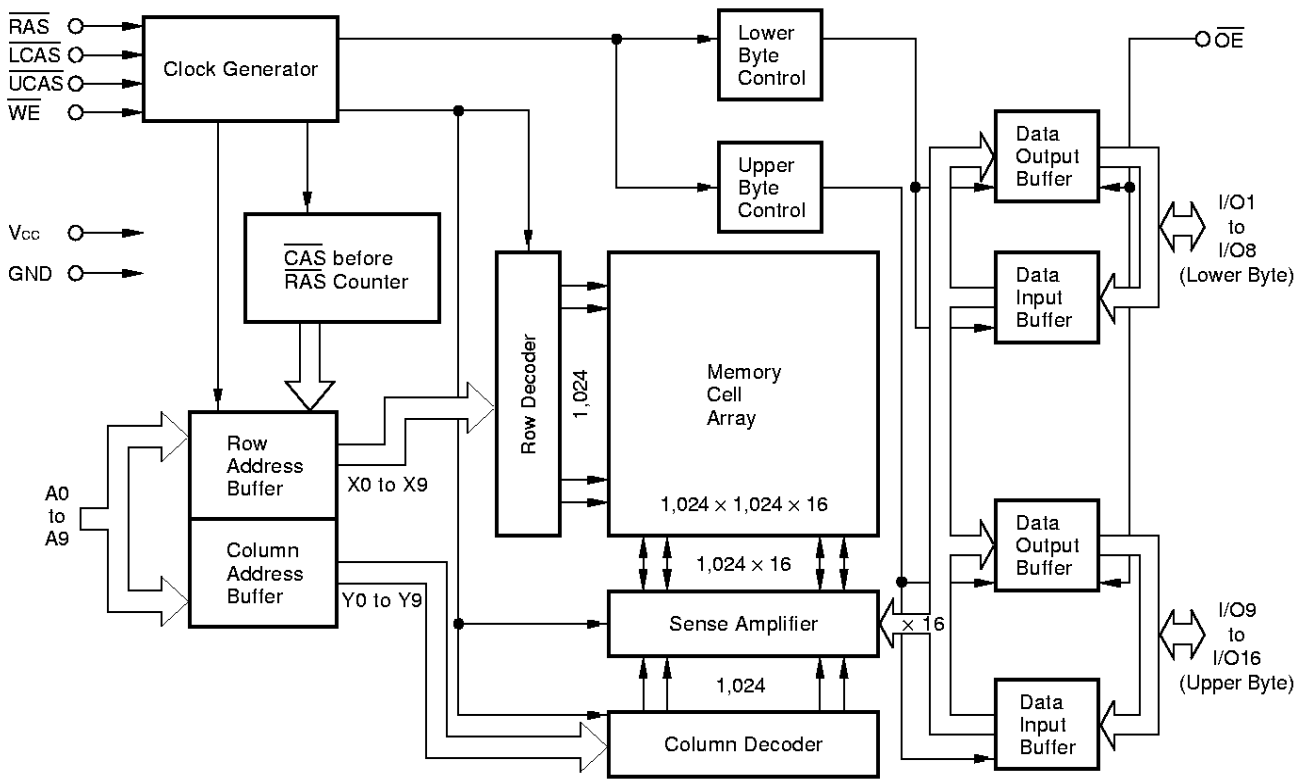 RAS
LCAS
UCAS
WE
Clock Generator
Lower
Byte
Control
OE
Upper
Byte
Control
Data
Output
Buffer
Vcc
GND
CAS before
RAS Counter
I/O1
to
I/O8
(Lower Byte)
Data
Input
Buffer
Row Decoder
1,024
Memory
Cell
Array
1,024 × 1,024 × 16
A0
to
A9
Row
Address
Buffer
X0 to X9
Column
Address
Buffer
Y0 to Y9
1,024 × 16
Sense Amplifier
× 16
1,024
Column Decoder
Data
Output
Buffer
I/O9
to
I/O16
(Upper Byte)
Data
Input
Buffer